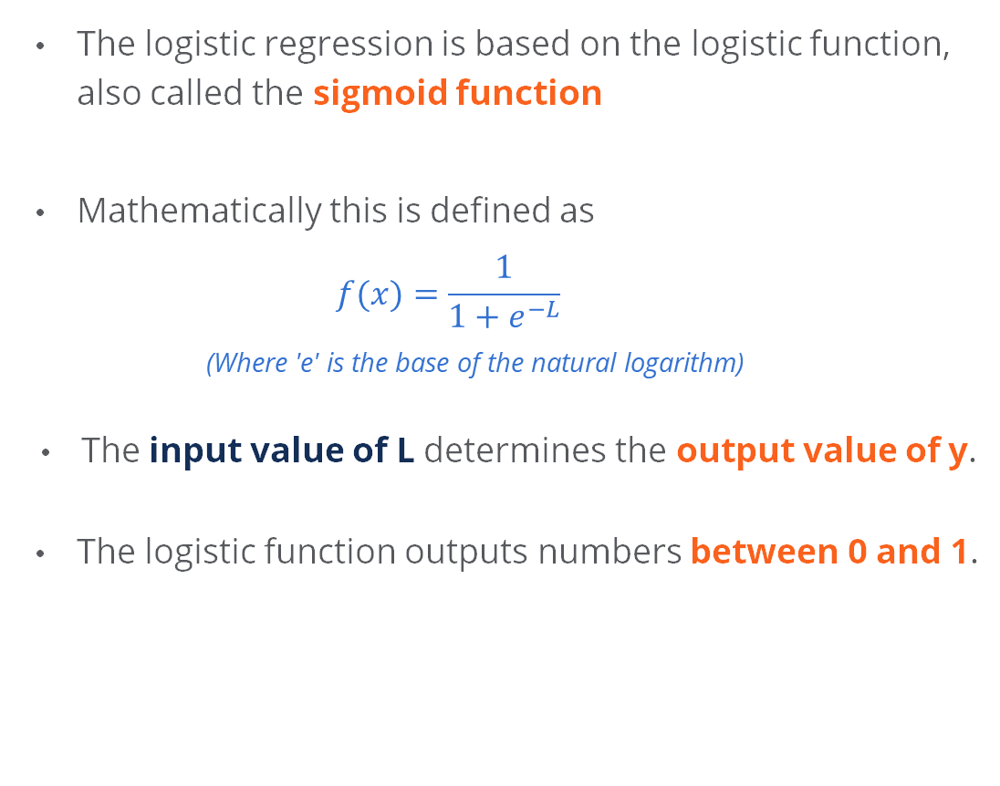 • The logistic regression is based on the logistic function,
also called the sigmoid function
• Mathematically this is defined as
f(x) = 1 / (1 + e^−L)
(Where 'e' is the base of the natural logarithm)
• The input value of L determines the output value of y.
• The logistic function outputs numbers between 0 and 1.